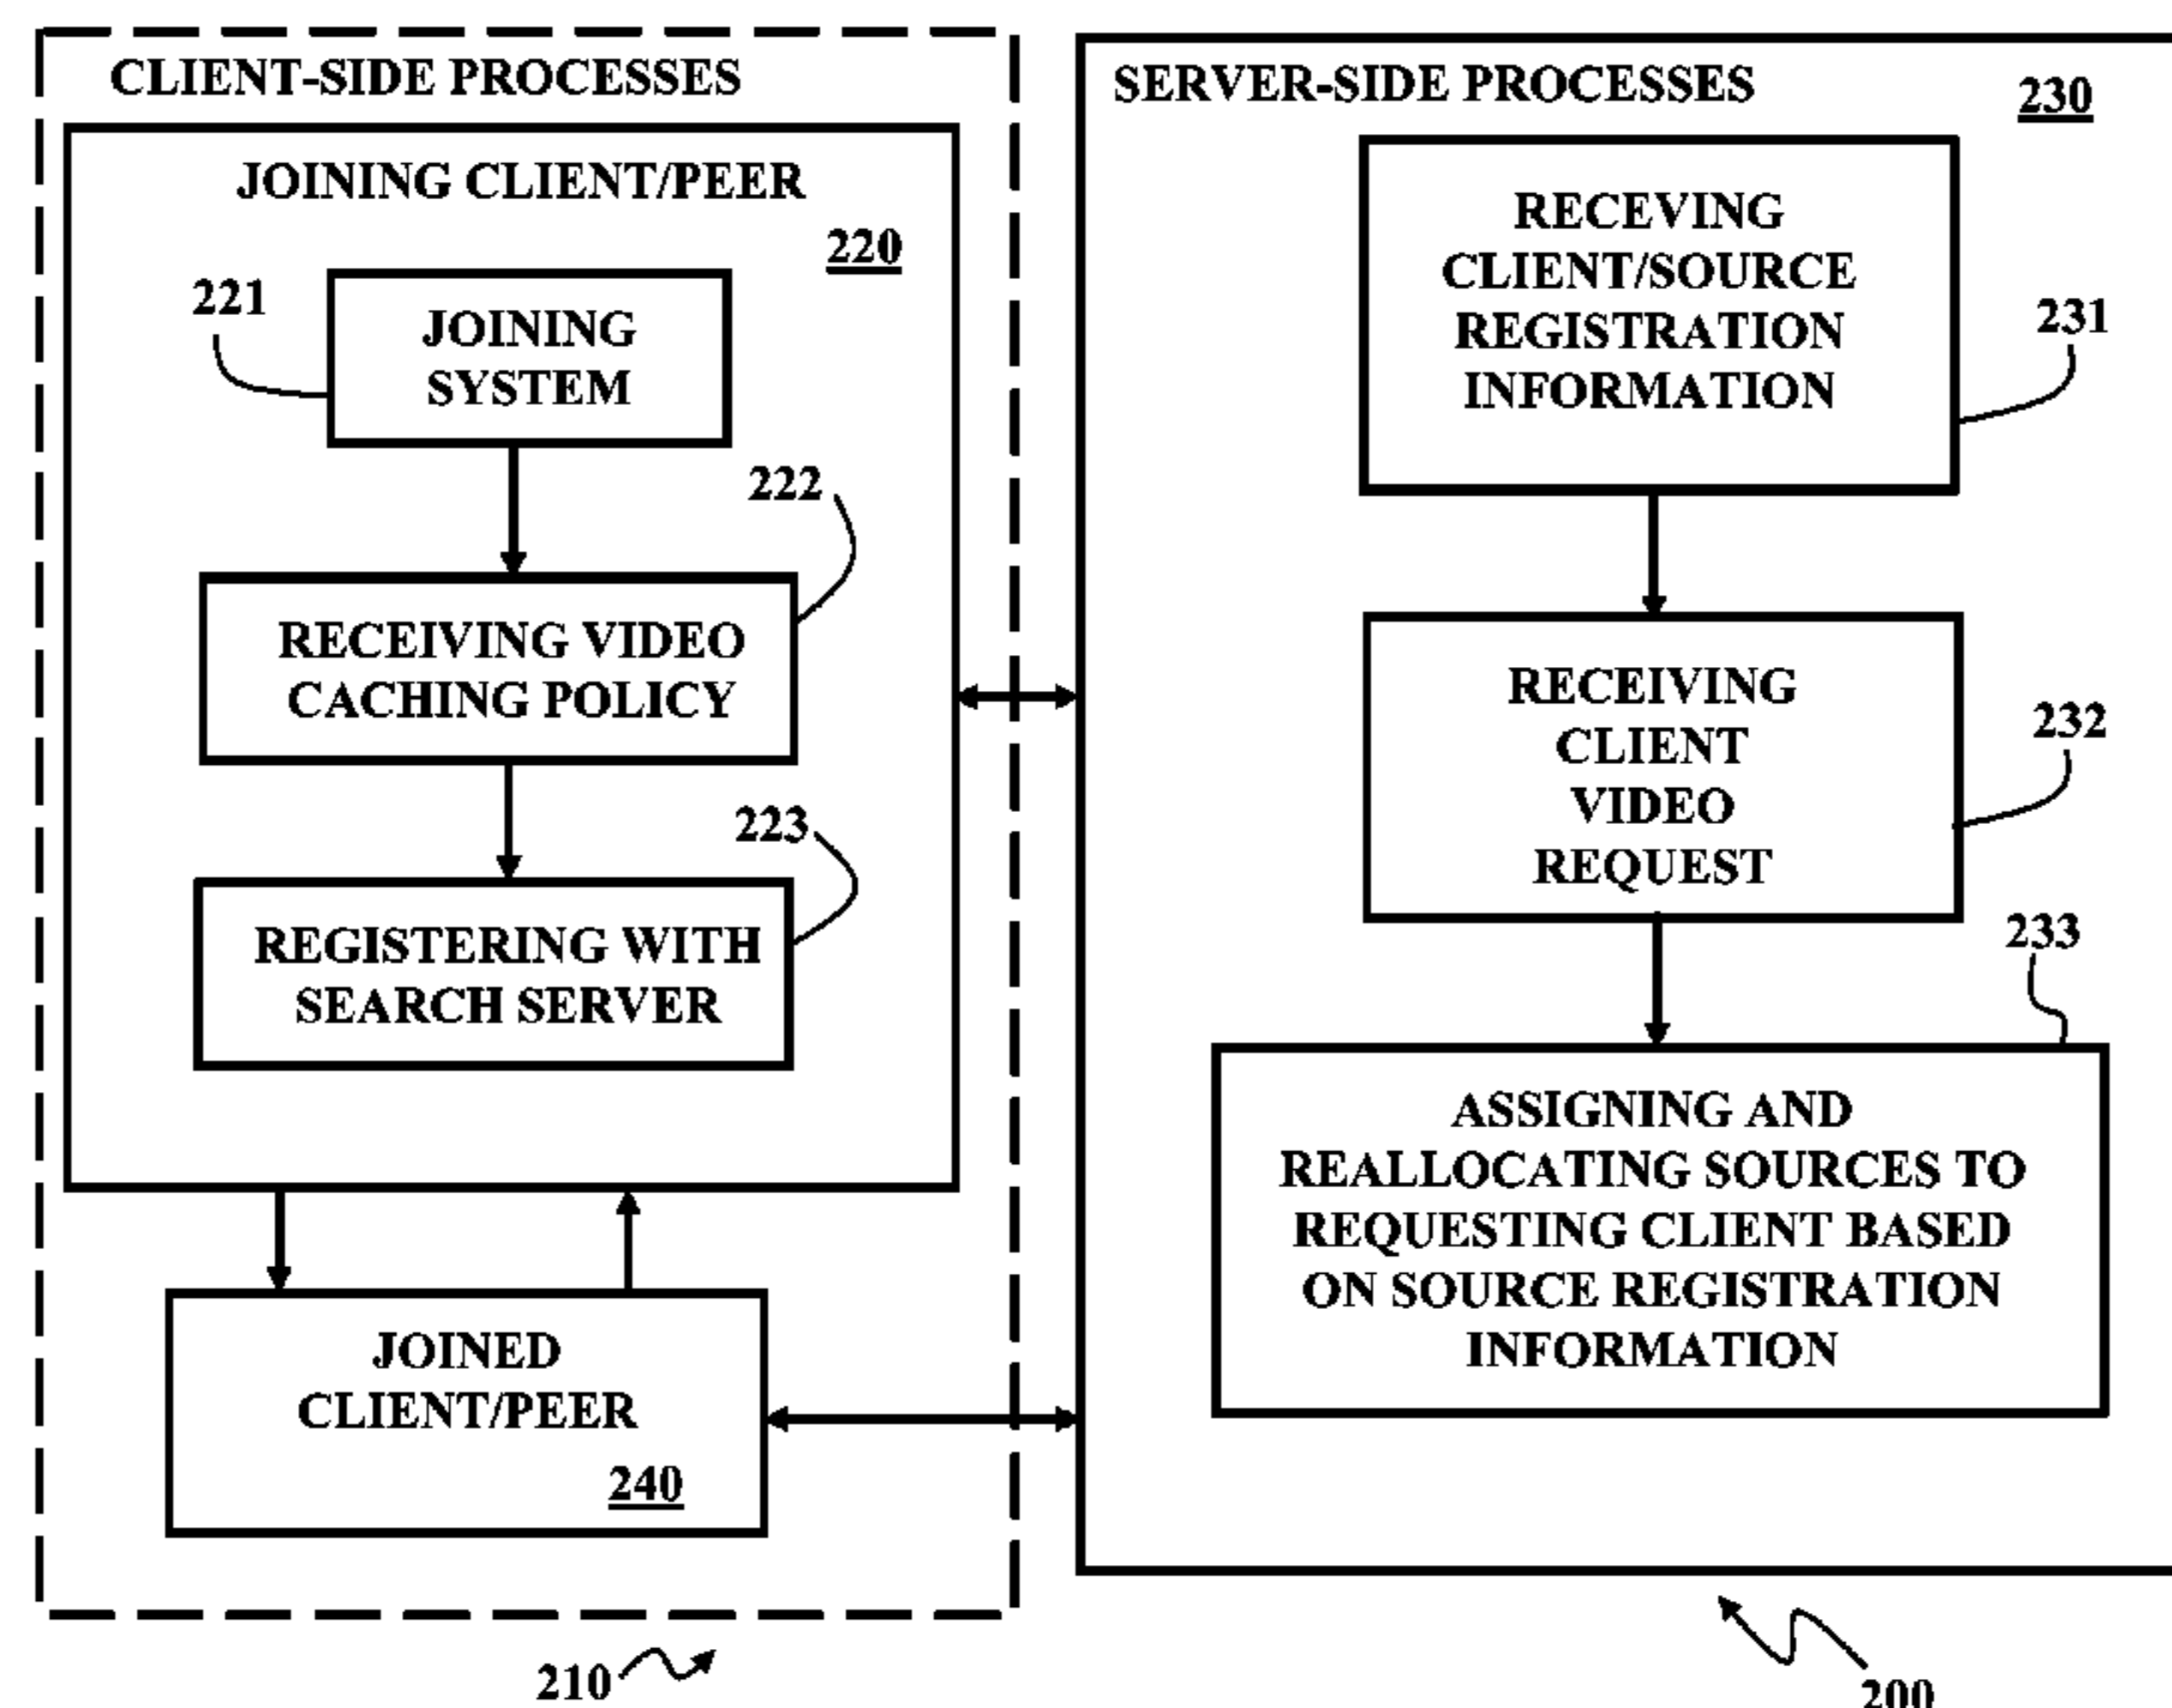 CLIENT-SIDE PROCESSES
JOINING CLIENT/PEER
220
221
JOINING
SYSTEM
222
RECEIVING VIDEO
CACHING POLICY
223
REGISTERING WITH
SEARCH SERVER
JOINED
CLIENT/PEER
240
210
SERVER-SIDE PROCESSES
230
RECEVING
CLIENT/SOURCE
REGISTRATION
INFORMATION
231
RECEIVING
CLIENT
VIDEO
REQUEST
232
233
ASSIGNING AND
REALLOCATING SOURCES TO
REQUESTING CLIENT BASED
ON SOURCE REGISTRATION
INFORMATION
200